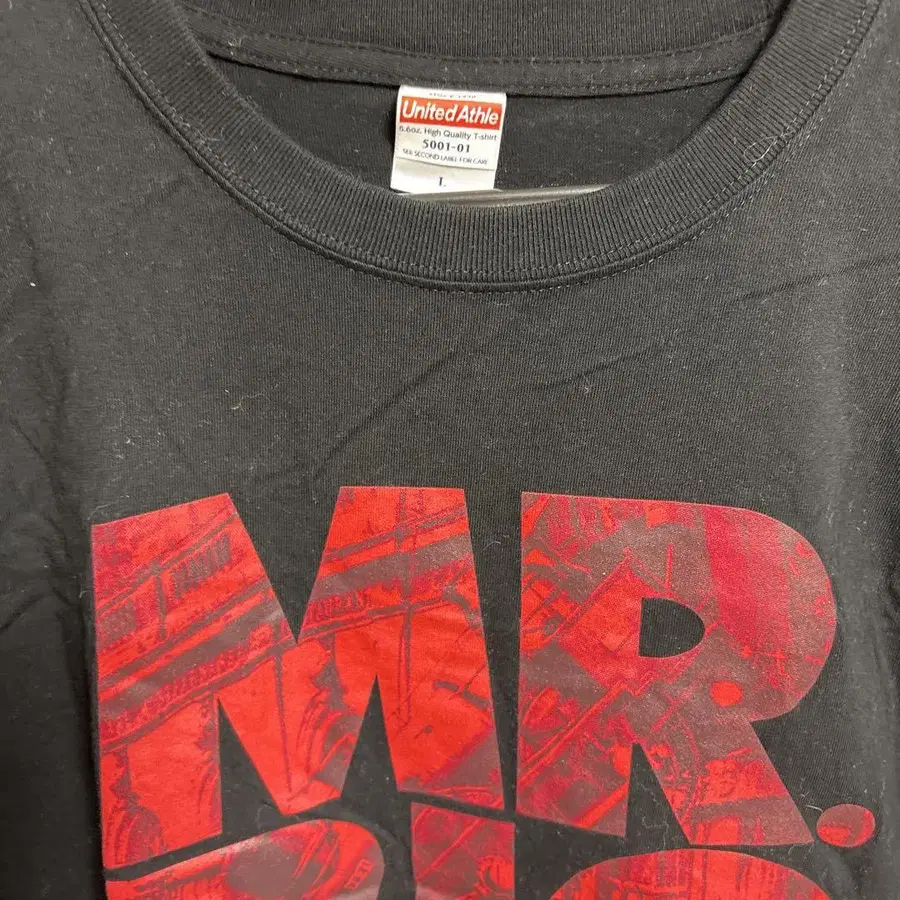 United Athle
5.6oz. High Quality T-shirt
5001-01
SEE SECOND LABEL FOR CARE
L
MR.